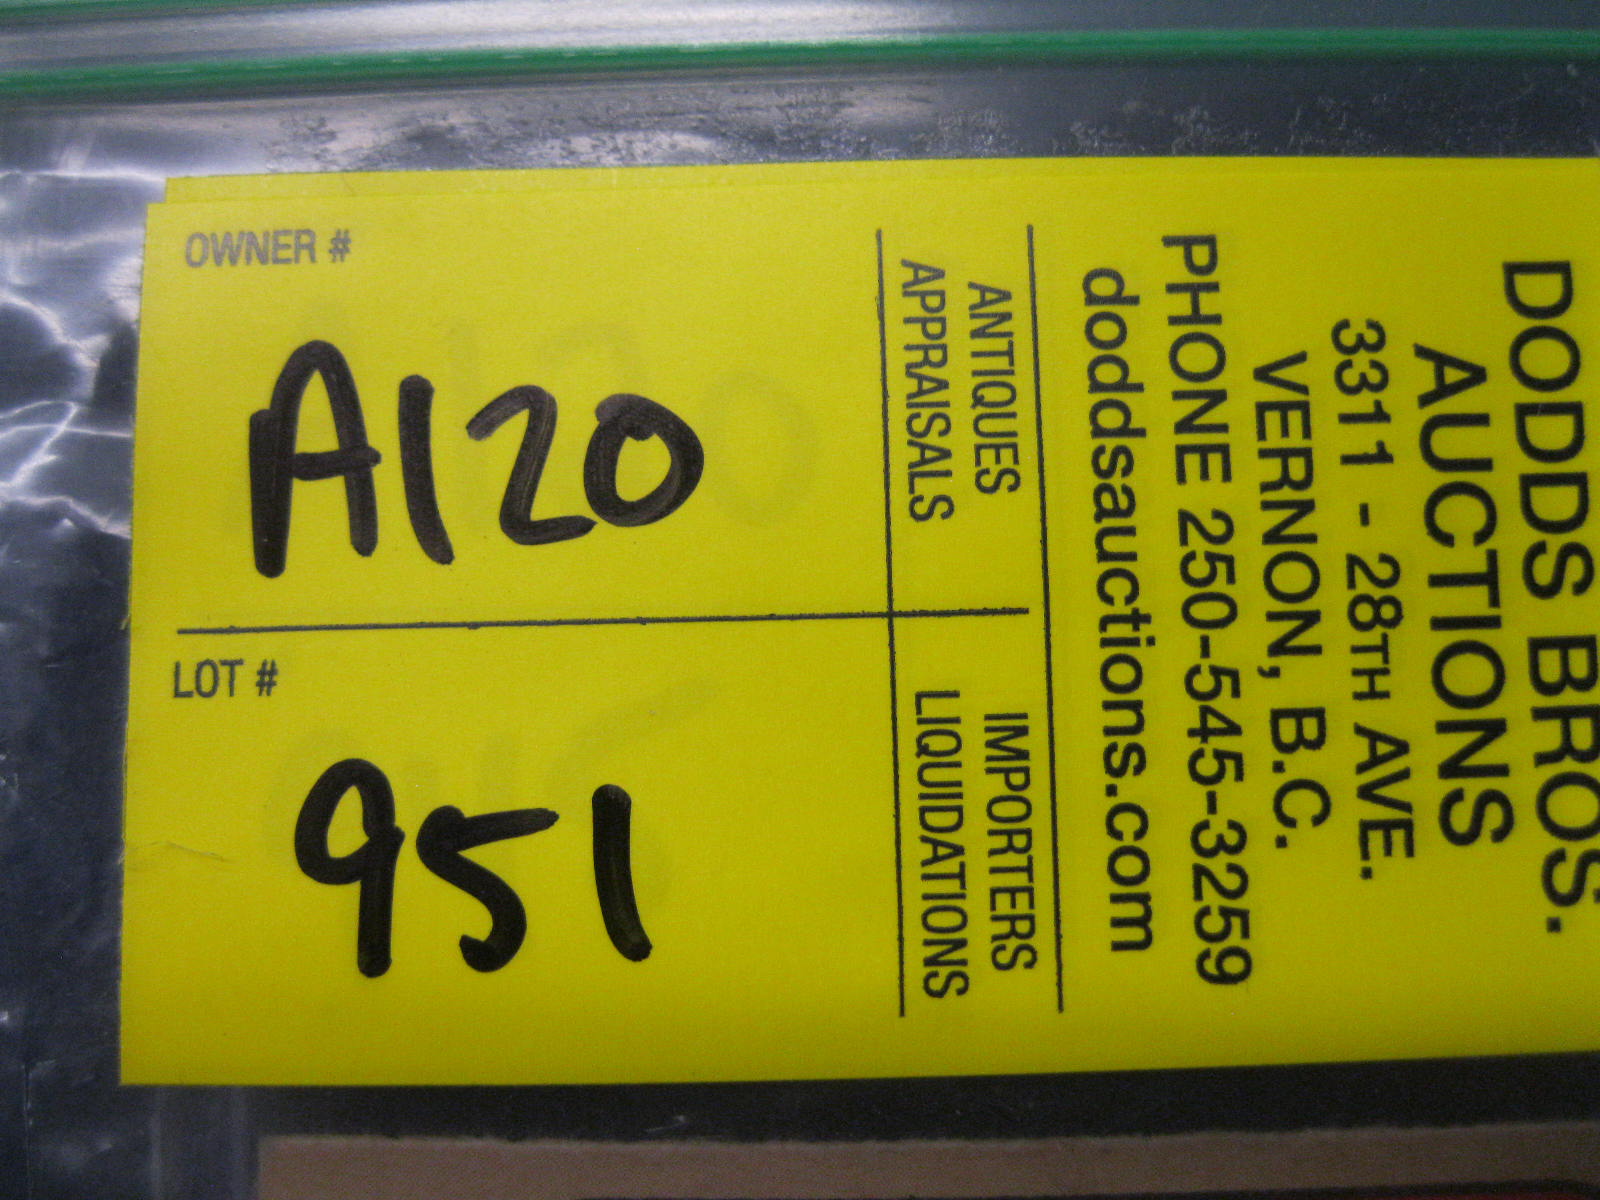 OWNER #
A120
LOT #
951
ANTIQUES
APPRAISALS
IMPORTERS
LIQUIDATIONS
DODDS BROS.
AUCTIONS
3311 - 28TH AVE.
VERNON, B.C.
PHONE 250-545-3259
doddsauctions.com